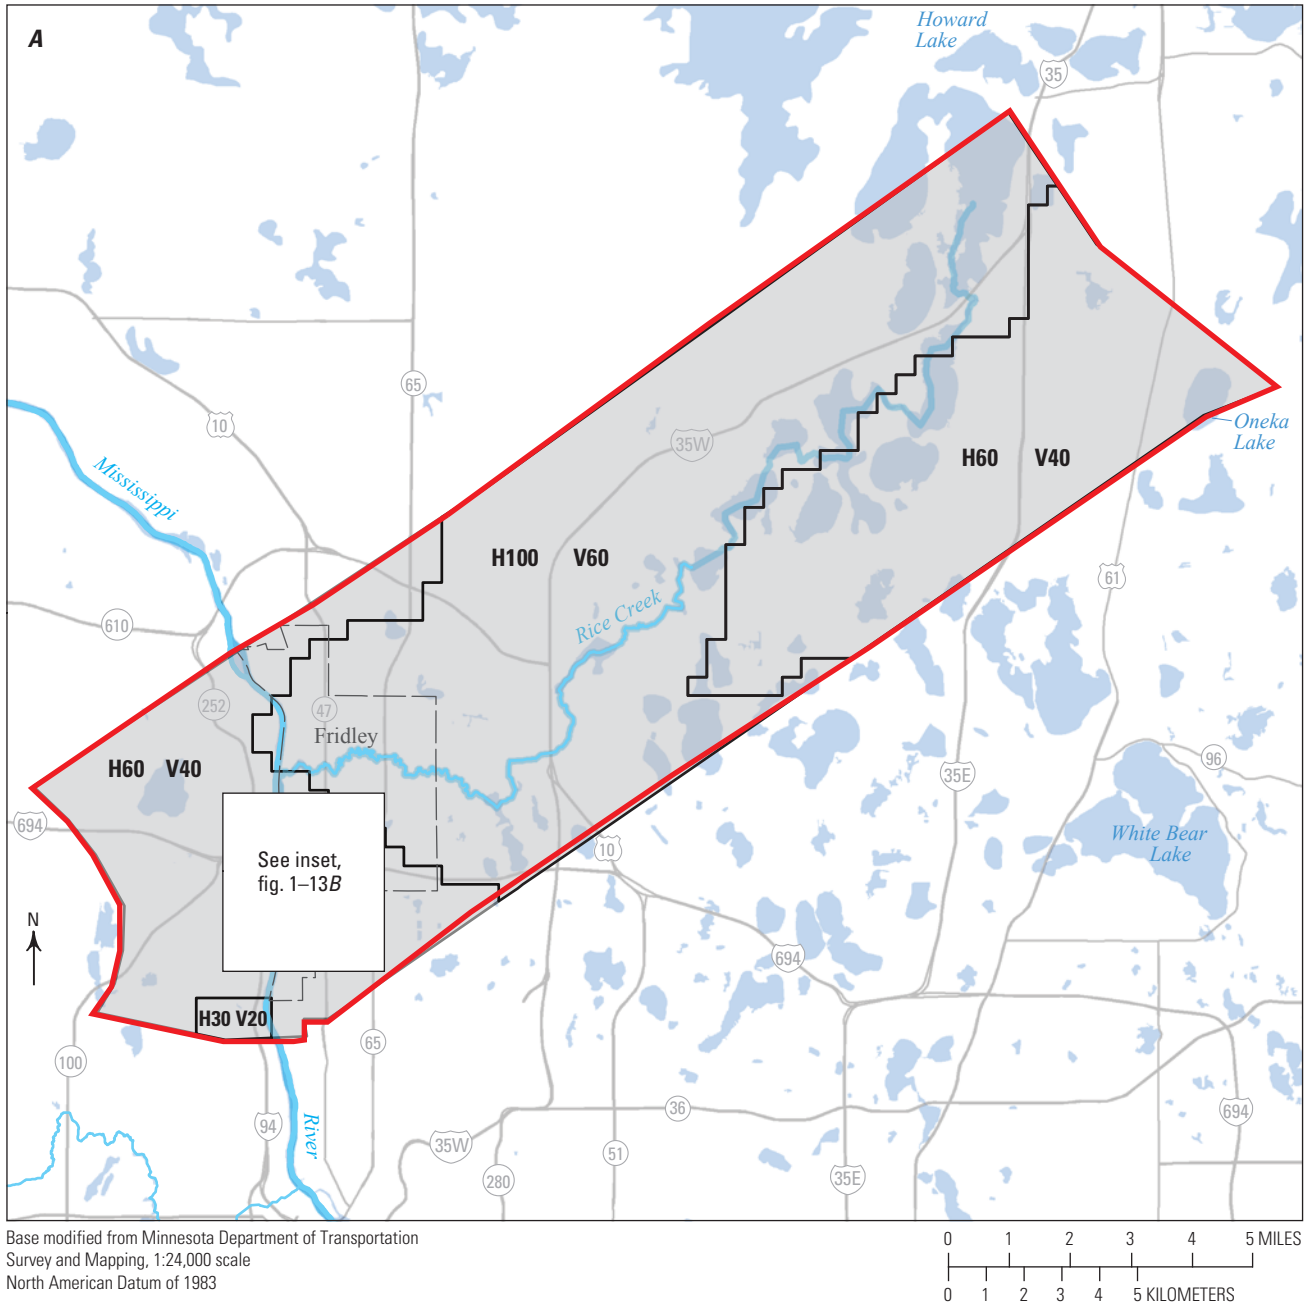 A
Howard
Lake
35
65
10
35W
Oneka
Lake
H60 V40
Mississippi
H100 V60
61
610
Rice Creek
252
47
Fridley
96
H60 V40
35E
694
White Bear
Lake
10
See inset,
fig. 1–13B
N
694
H30 V20
65
100
36
694
94
River
35W
51
280
35E
Base modified from Minnesota Department of Transportation
Survey and Mapping, 1:24,000 scale
North American Datum of 1983
0 1 2 3 4 5 MILES
0 1 2 3 4 5 KILOMETERS